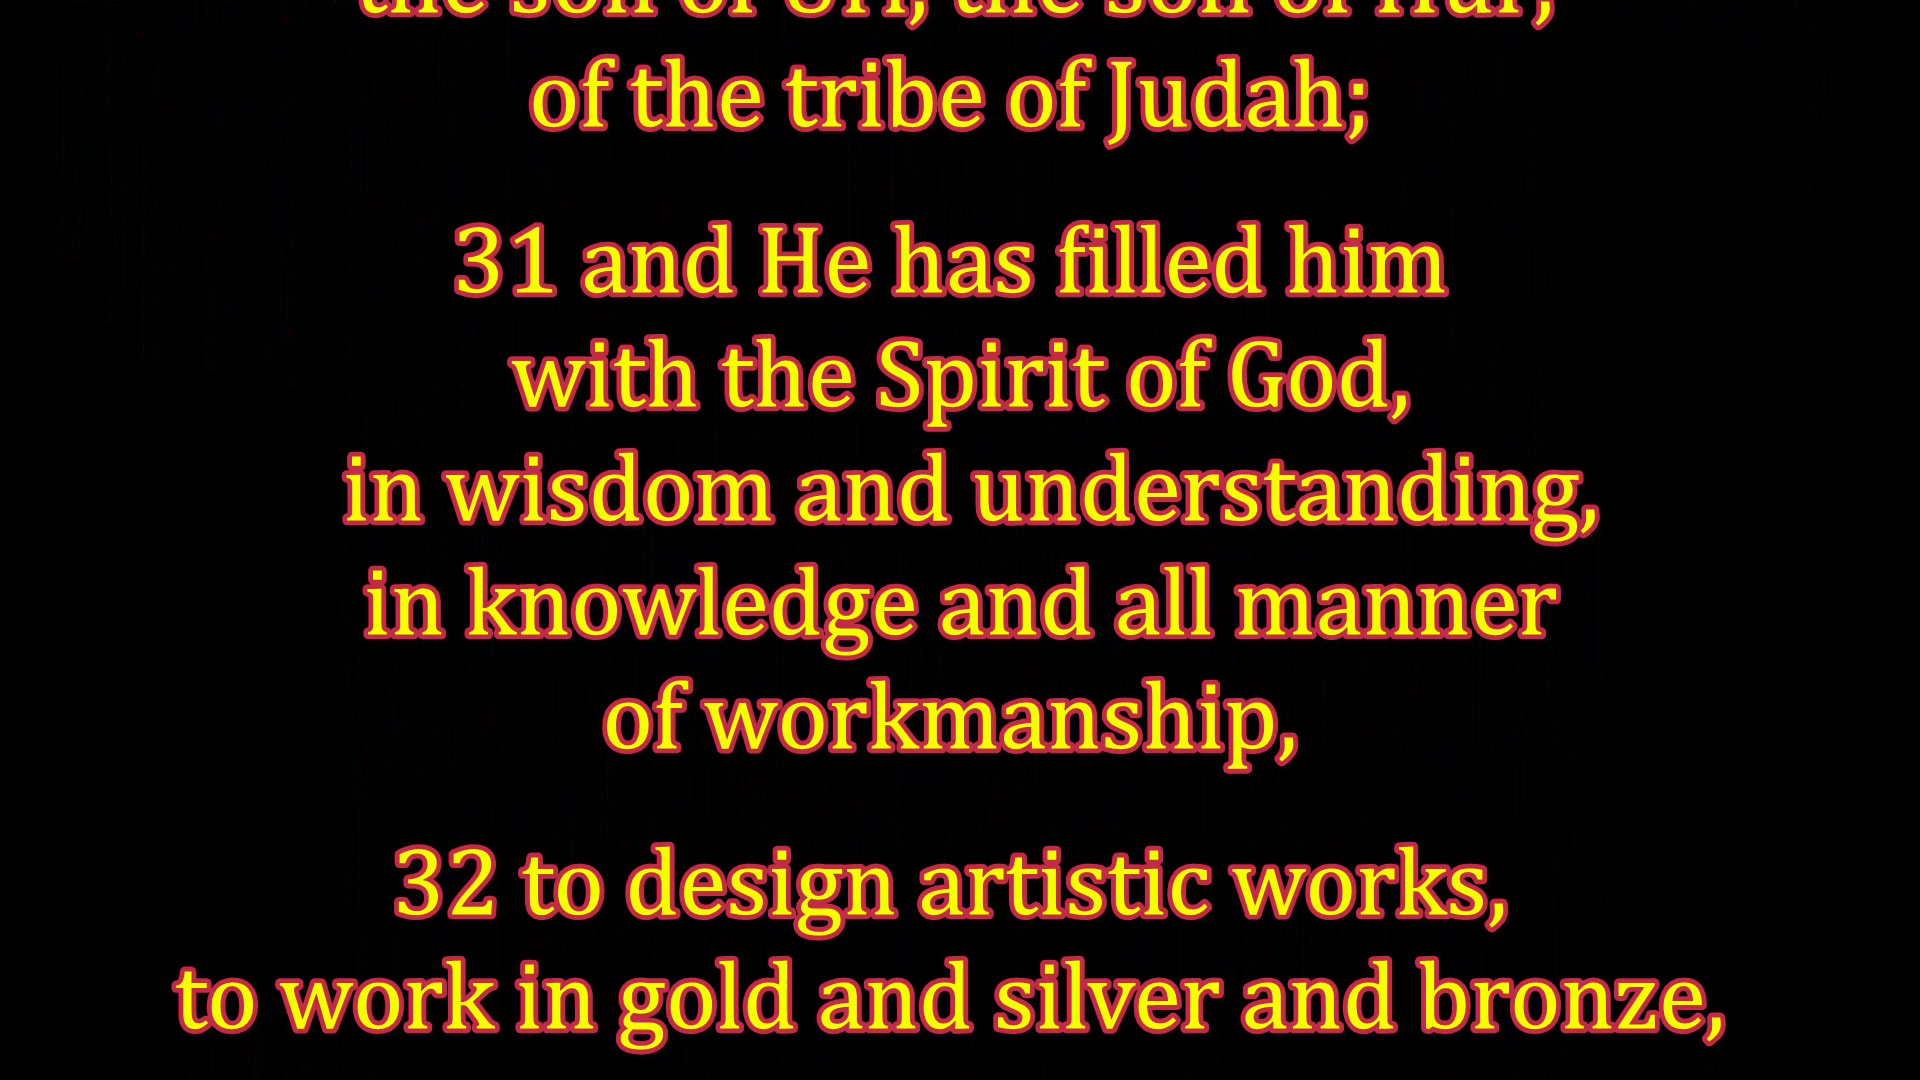 the son of Uri, the son of Hur,
of the tribe of Judah;
31 and He has filled him
with the Spirit of God,
in wisdom and understanding,
in knowledge and all manner
of workmanship,
32 to design artistic works,
to work in gold and silver and bronze,